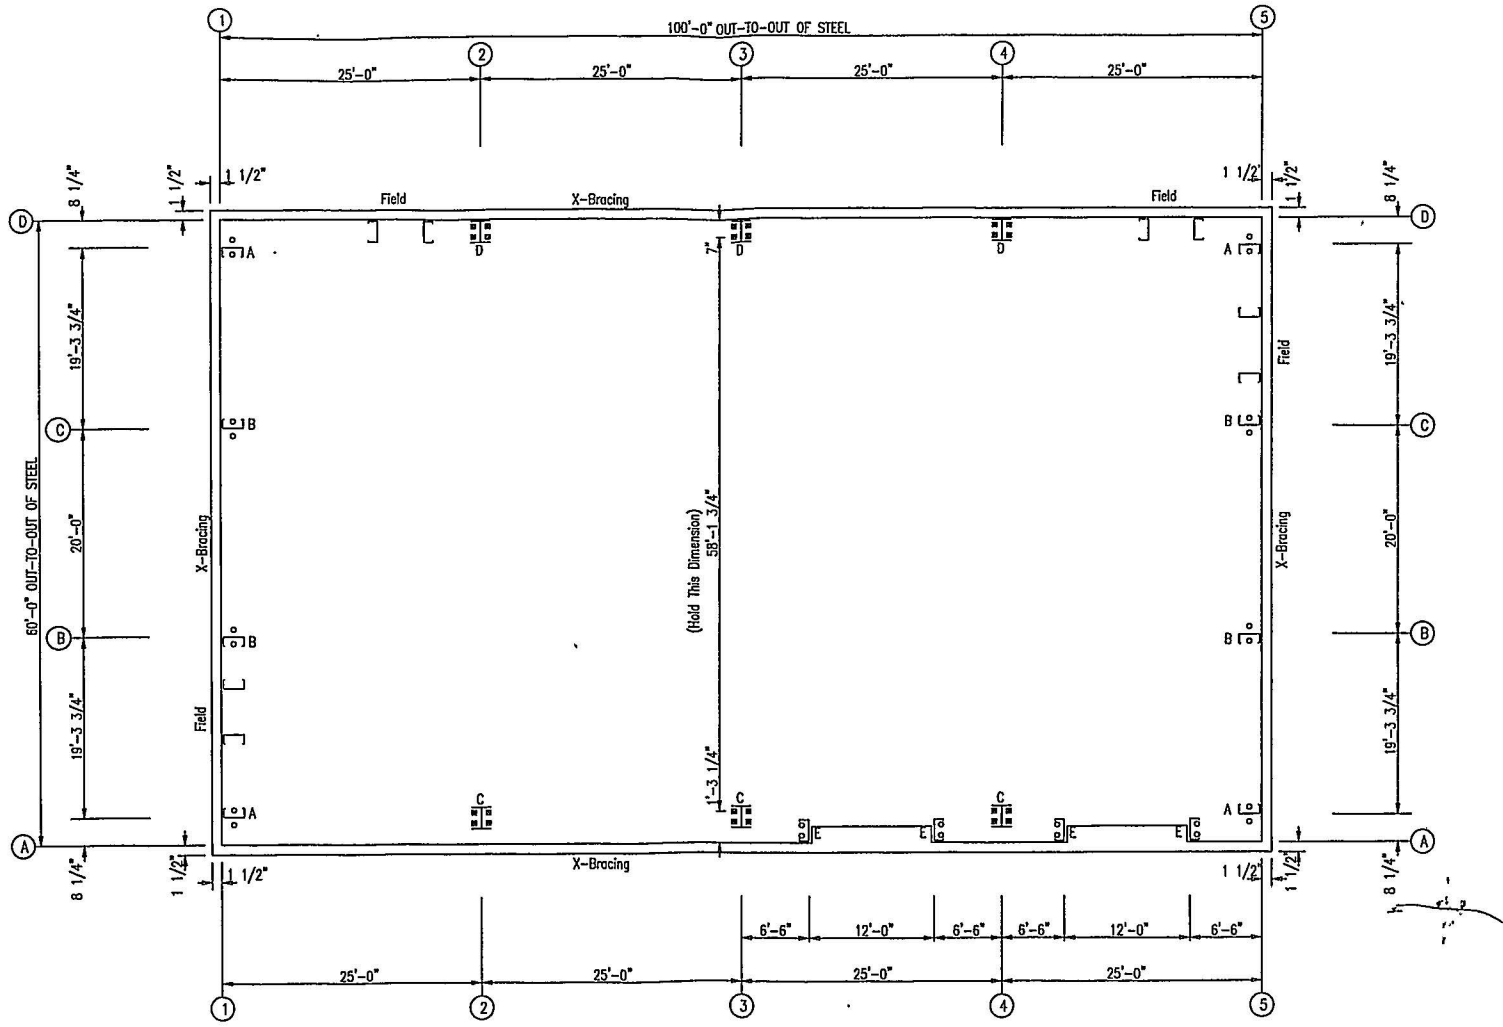 1
5
100'-0" OUT-TO-OUT OF STEEL
2
3
4
25'-0"
25'-0"
25'-0"
25'-0"
8 1/4"
1 1/2"
1 1/2"
1 1/2"
1 1/2"
8 1/4"
Field
X-Bracing
Field
D
D
A
D
7"
D
D
A
19'-3 3/4"
19'-3 3/4"
Field
C
B
B
C
60'-0" OUT-TO-OUT OF STEEL
20'-0"
X-Bracing
(Hold This Dimension)
58'-1 3/4"
X-Bracing
20'-0"
B
B
B
B
19'-3 3/4"
Field
1'-3 1/4"
19'-3 3/4"
A
C
C
C
A
E
E
E
E
A
A
8 1/4"
1 1/2"
1 1/2"
X-Bracing
1 1/2"
1 1/2"
8 1/4"
6'-6"
12'-0"
6'-6"
6'-6"
12'-0"
6'-6"
25'-0"
25'-0"
25'-0"
25'-0"
1
2
3
4
5